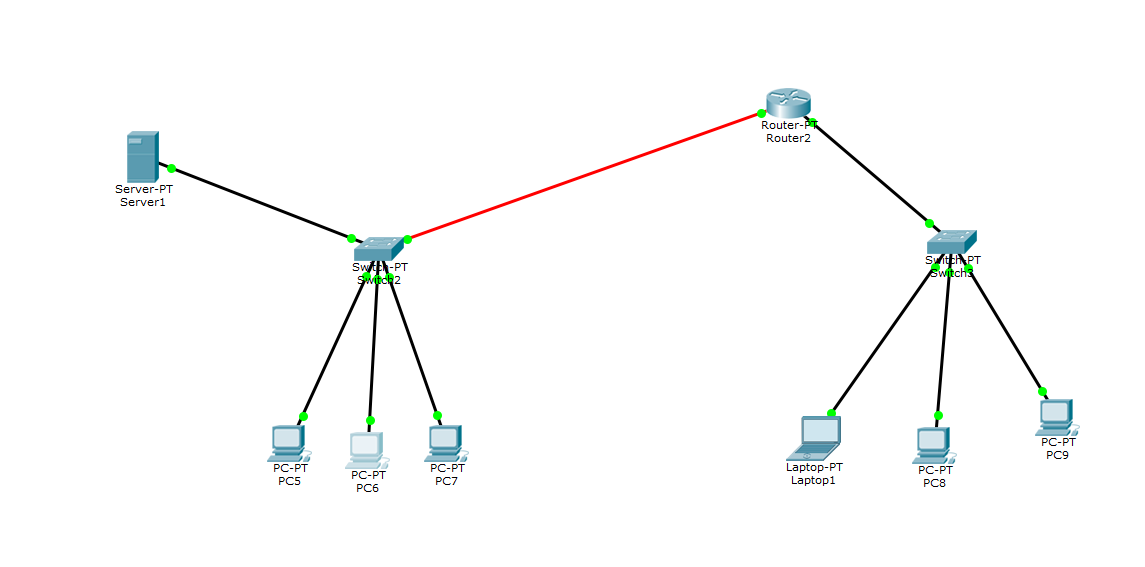 Router-PT
Router2
Server-PT
Server1
Switch-PT
Switch2
Switch-PT
Switch3
PC-PT
PC5
PC-PT
PC6
PC-PT
PC7
Laptop-PT
Laptop1
PC-PT
PC8
PC-PT
PC9